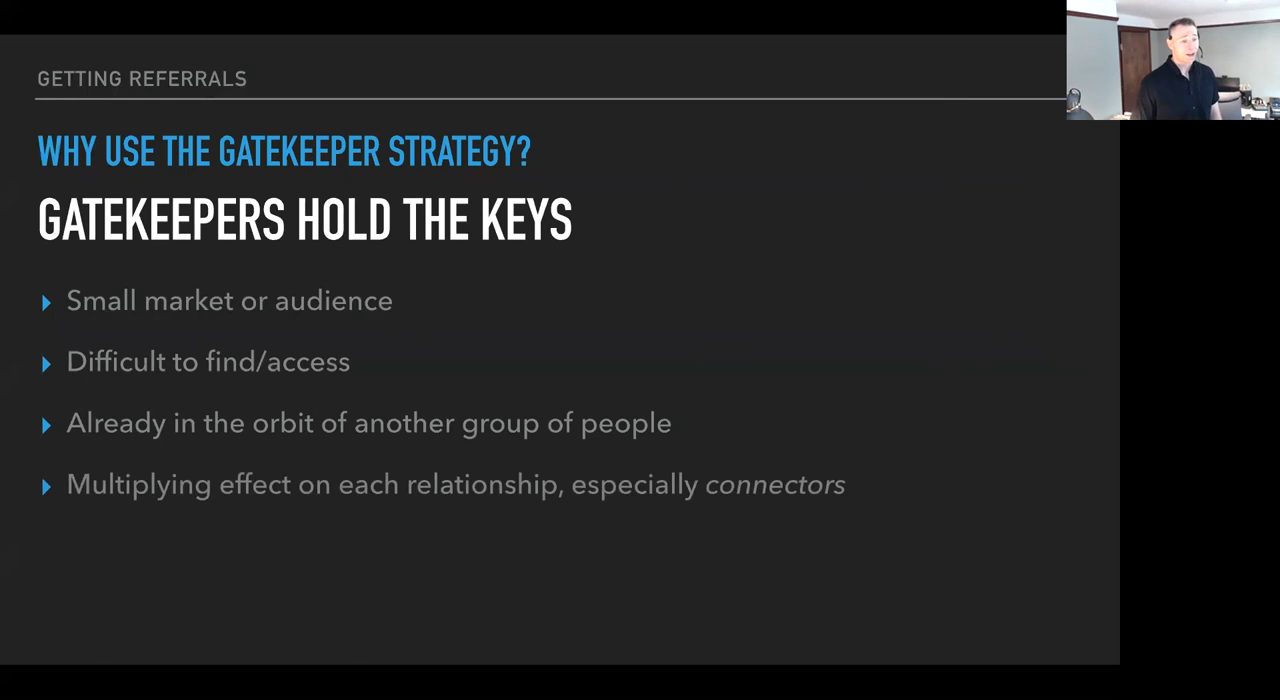 GETTING REFERRALS
WHY USE THE GATEKEEPER STRATEGY?
GATEKEEPERS HOLD THE KEYS
Small market or audience
Difficult to find/access
Already in the orbit of another group of people
Multiplying effect on each relationship, especially connectors